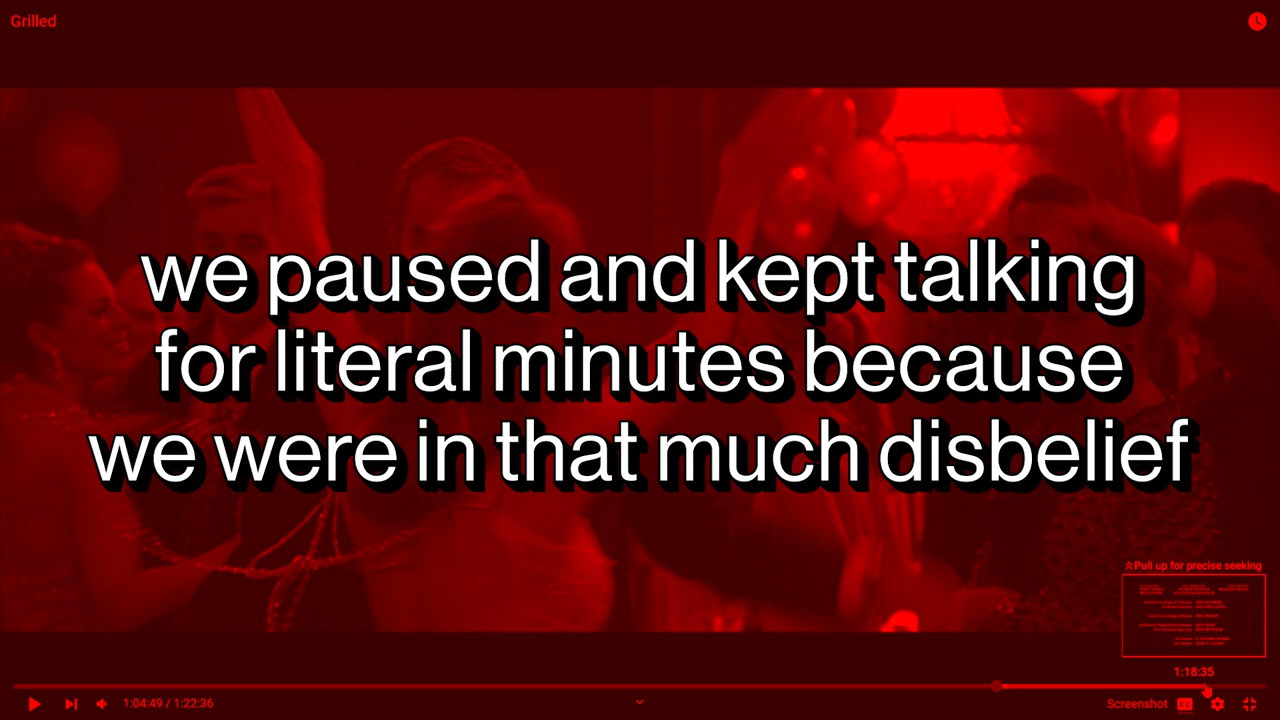 Grilled
we paused and kept talking
for literal minutes because
we were in that much disbelief
Pull up for precise seeking
1:18:35
1:04:49 / 1:22:36
Screenshot
CC